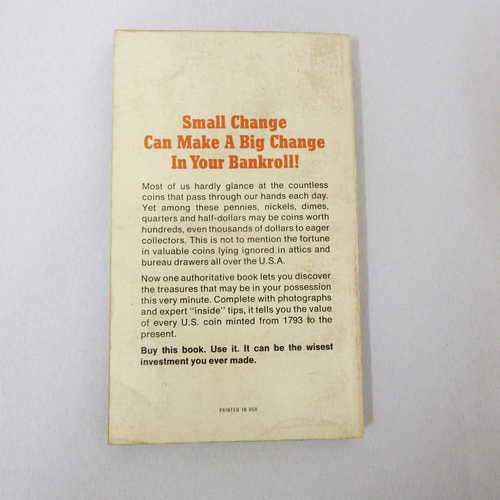 Small Change
Can Make A Big Change
In Your Bankroll!
Most of us hardly glance at the countless
coins that pass through our hands each day.
Yet among these pennies, nickels, dimes,
quarters and half-dollars may be coins worth
hundreds, even thousands of dollars to eager
collectors. This is not to mention the fortune
in valuable coins lying ignored in attics and
bureau drawers all over the U.S.A.
Now one authoritative book lets you discover
the treasures that may be in your possession
this very minute. Complete with photographs
and expert "inside" tips, it tells you the value
of every U.S. coin minted from 1793 to the
present.
Buy this book. Use it. It can be the wisest
investment you ever made.
PRINTED IN USA